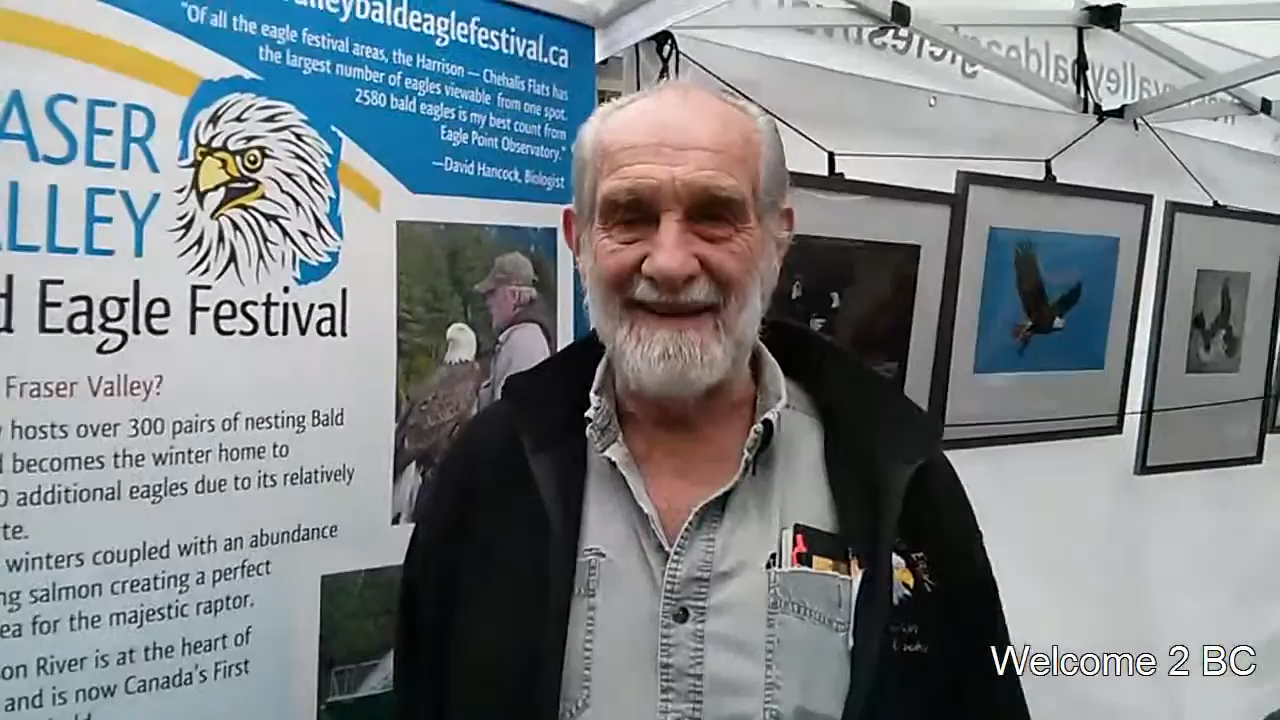 alleybaldeaglefestival.ca
"Of all the eagle festival areas, the Harrison — Chehalis Flats has
the largest number of eagles viewable from one spot.
2580 bald eagles is my best count from
Eagle Point Observatory."
—David Hancock, Biologist
ASER
LLEY
d Eagle Festival
Fraser Valley?
hosts over 300 pairs of nesting Bald
becomes the winter home to
0 additional eagles due to its relatively
te.
winters coupled with an abundance
ng salmon creating a perfect
ea for the majestic raptor.
on River is at the heart of
and is now Canada's First
valleybaldeaglefestiv
Welcome 2 BC